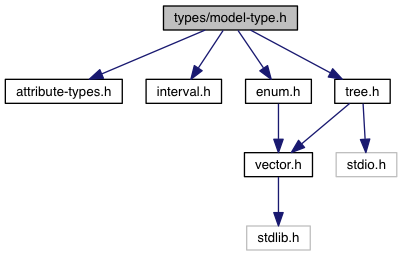 types/model-type.h
attribute-types.h
interval.h
enum.h
tree.h
vector.h
stdio.h
stdlib.h